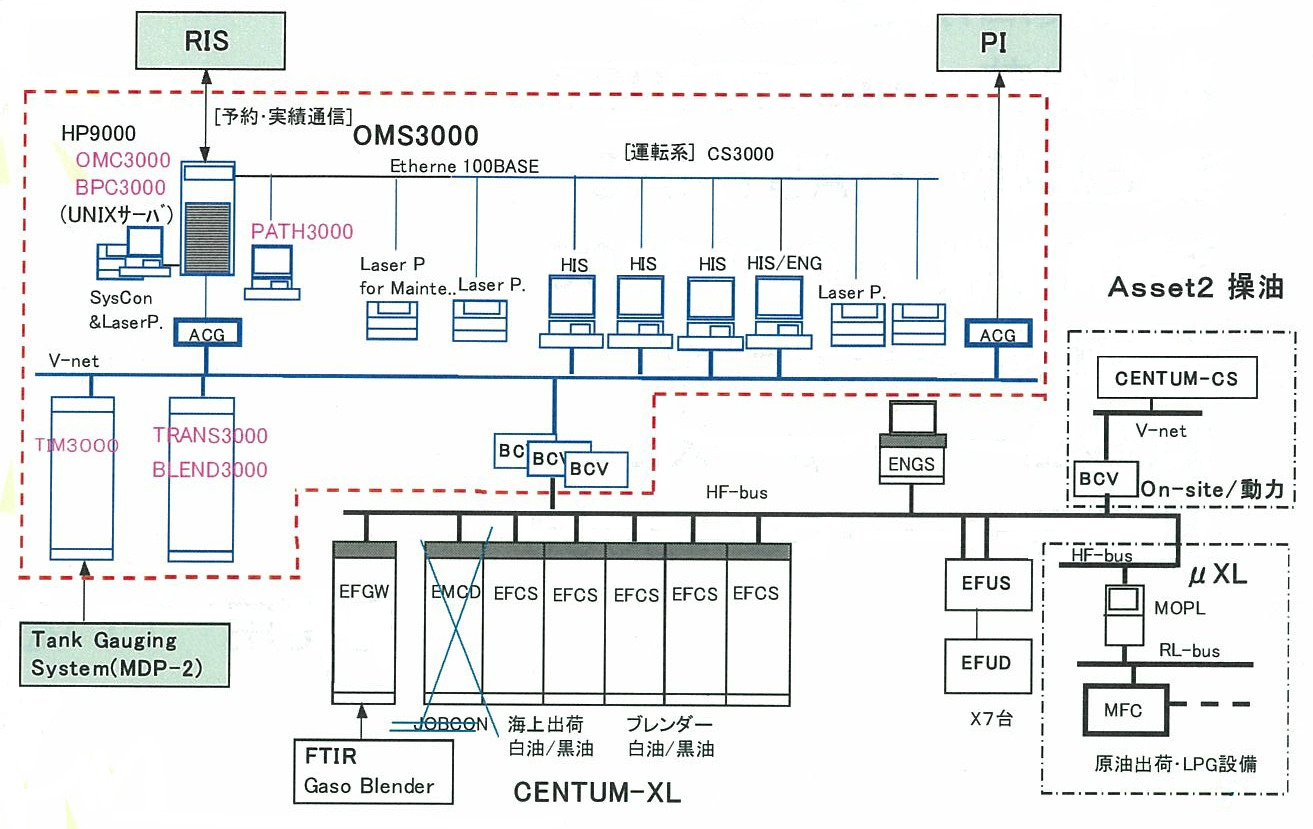 RIS
PI
[予約・実績通信]
HP9000
OMC3000
BPC3000
(UNIXサーバ)
OMS3000
Etherne 100BASE
[運転系] CS3000
PATH3000
SysCon
&LaserP.
Laser P
for Mainte..
Laser P.
HIS
HIS
HIS
HIS/ENG
Laser P.
ACG
ACG
V-net
TIM3000
TRANS3000
BLEND3000
BCV
BCV
BCV
Asset2 操油
CENTUM-CS
V-net
BCV
On-site/動力
ENGS
HF-bus
EFGW
EMCD
EFCS
EFCS
EFCS
EFCS
EFCS
EFUS
EFUD
X7台
HF-bus
μXL
MOPL
RL-bus
MFC
原油出荷・LPG設備
Tank Gauging
System(MDP-2)
JOBCON
海上出荷
白油/黒油
ブレンダー
白油/黒油
FTIR
Gaso Blender
CENTUM-XL